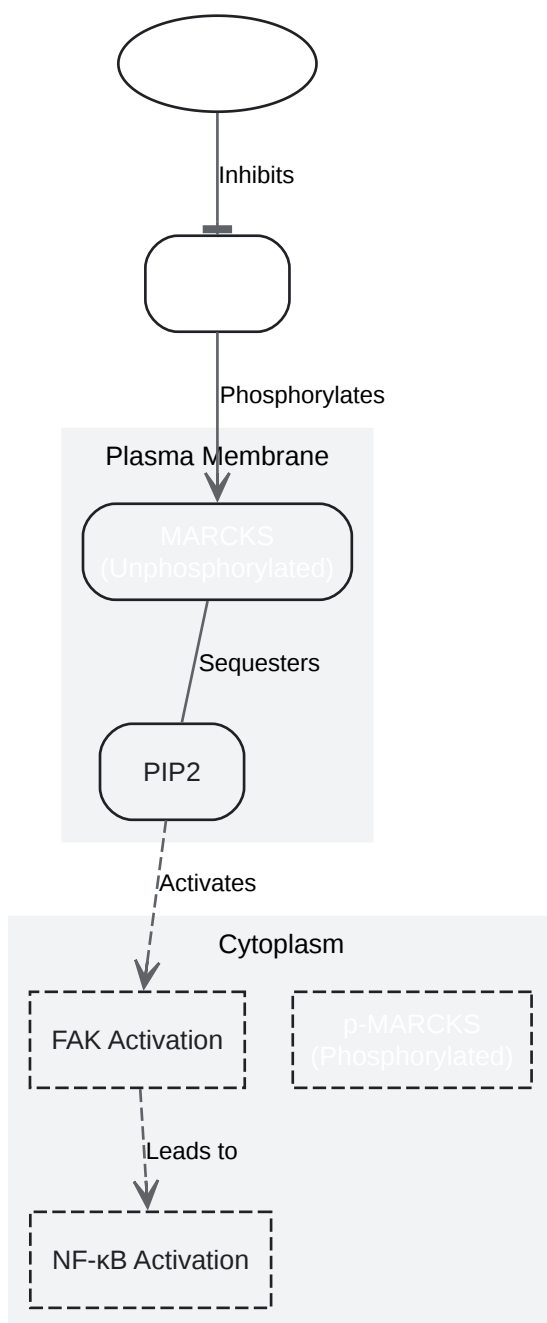 Inhibits
Phosphorylates
Plasma Membrane
MARCKS
(Unphosphorylated)
Sequesters
PIP2
Activates
Cytoplasm
FAK Activation
p-MARCKS
(Phosphorylated)
Leads to
NF-κB Activation